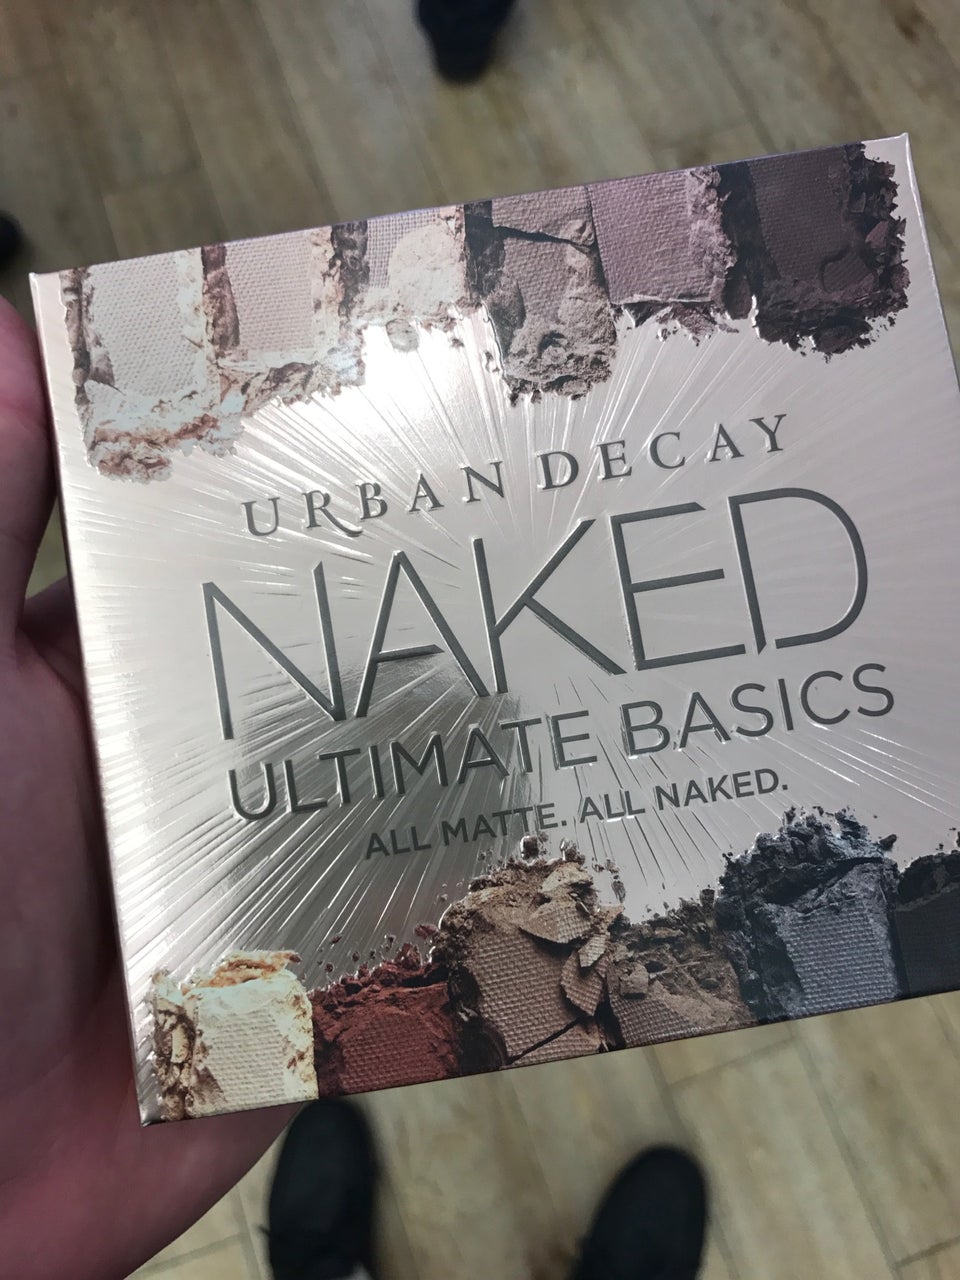 URBAN DECAY
NAKED
ULTIMATE BASICS
ALL MATTE. ALL NAKED.